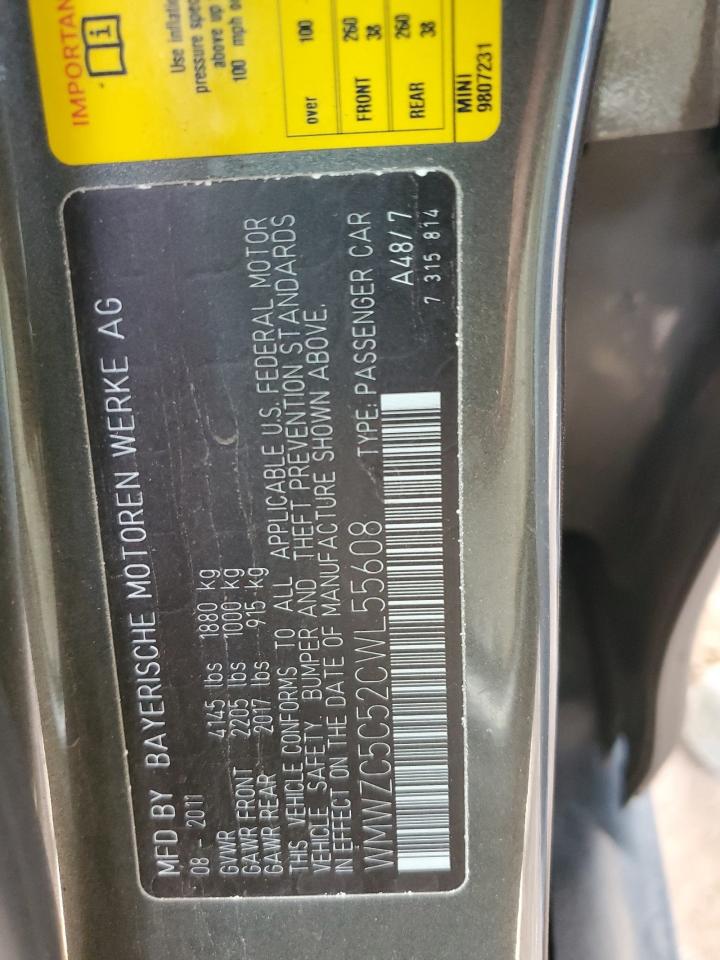 IMPORTAN
Use inflat
pressure spec
above up
100 mph o
over 100
FRONT 260 38
REAR 260 38
MINI
9807231
MFD BY BAYERISCHE MOTOREN WERKE AG
08 - 2011
GVWR 4145 lbs 1880 kg
GAWR FRONT 2205 lbs 1000 kg
GAWR REAR 2017 lbs 915 kg
THIS VEHICLE CONFORMS TO ALL APPLICABLE U.S. FEDERAL MOTOR
VEHICLE SAFETY, BUMPER AND THEFT PREVENTION STANDARDS
IN EFFECT ON THE DATE OF MANUFACTURE SHOWN ABOVE.
WMWZC5C52CWL55608 TYPE: PASSENGER CAR
A48/7
7 315 814